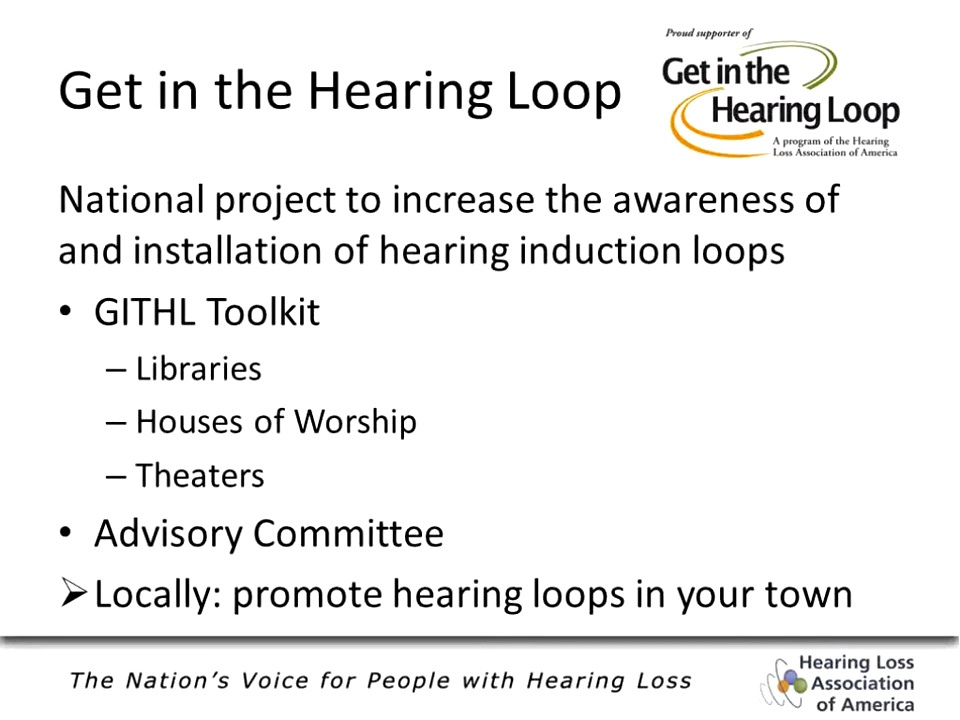 Get in the Hearing Loop
Proud supporter of
Get in the
Hearing Loop
A program of the Hearing
Loss Association of America
National project to increase the awareness of
and installation of hearing induction loops
• GITHL Toolkit
– Libraries
– Houses of Worship
– Theaters
• Advisory Committee
➢ Locally: promote hearing loops in your town
The Nation's Voice for People with Hearing Loss
Hearing Loss
Association
of America